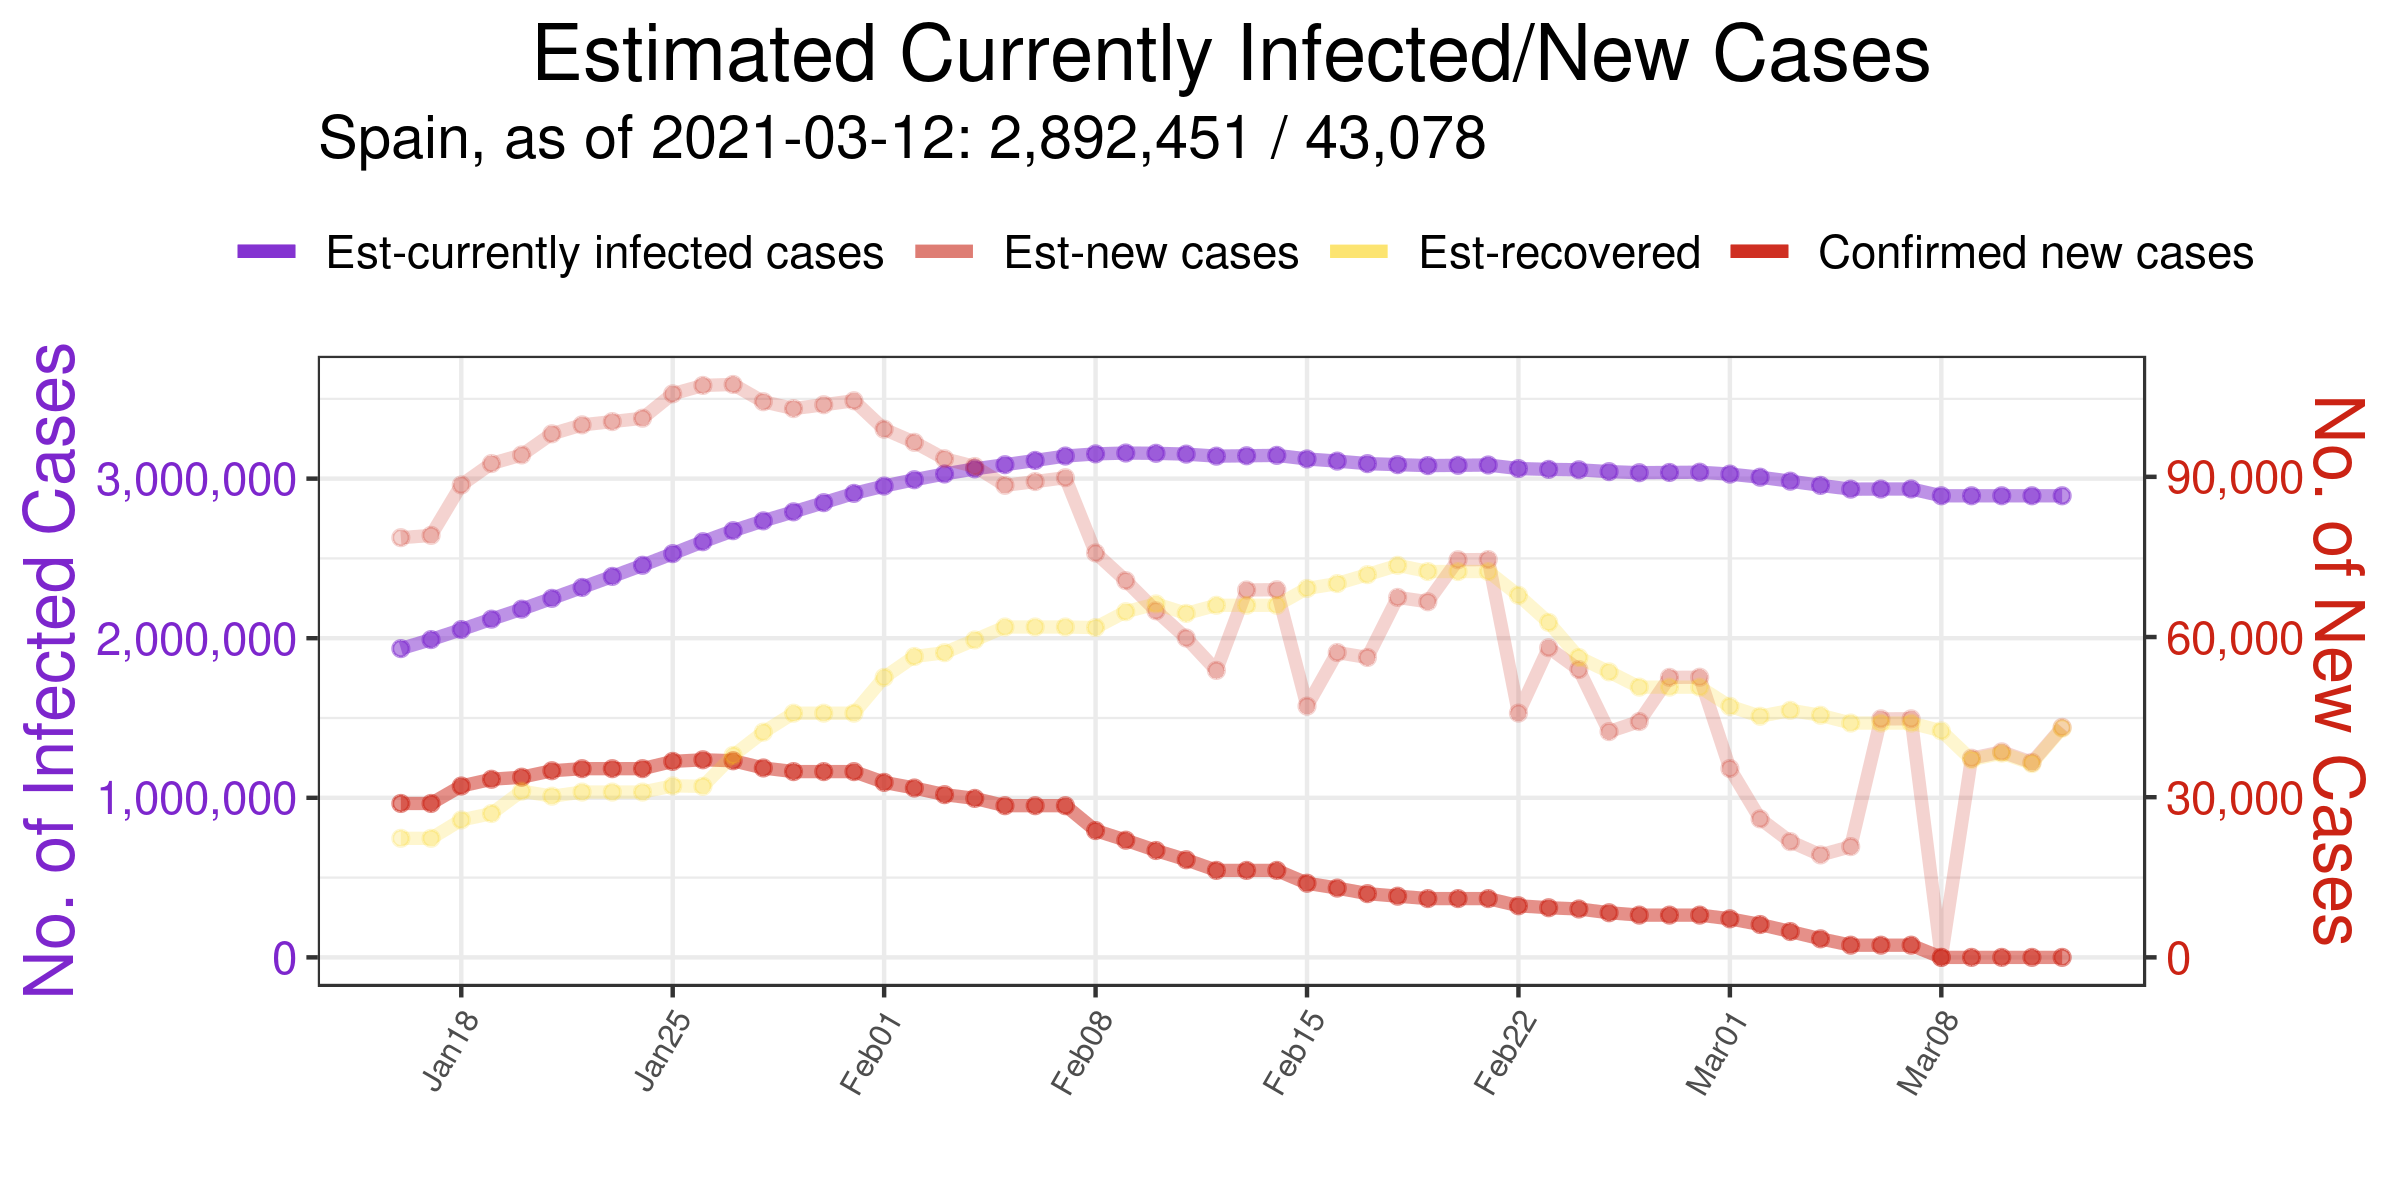 Estimated Currently Infected/New Cases
Spain, as of 2021-03-12: 2,892,451 / 43,078
Est-currently infected cases Est-new cases Est-recovered Confirmed new cases
No. of Infected Cases
3,000,000
2,000,000
1,000,000
0
90,000
60,000
30,000
0
No. of New Cases
Jan18 Jan25 Feb01 Feb08 Feb15 Feb22 Mar01 Mar08